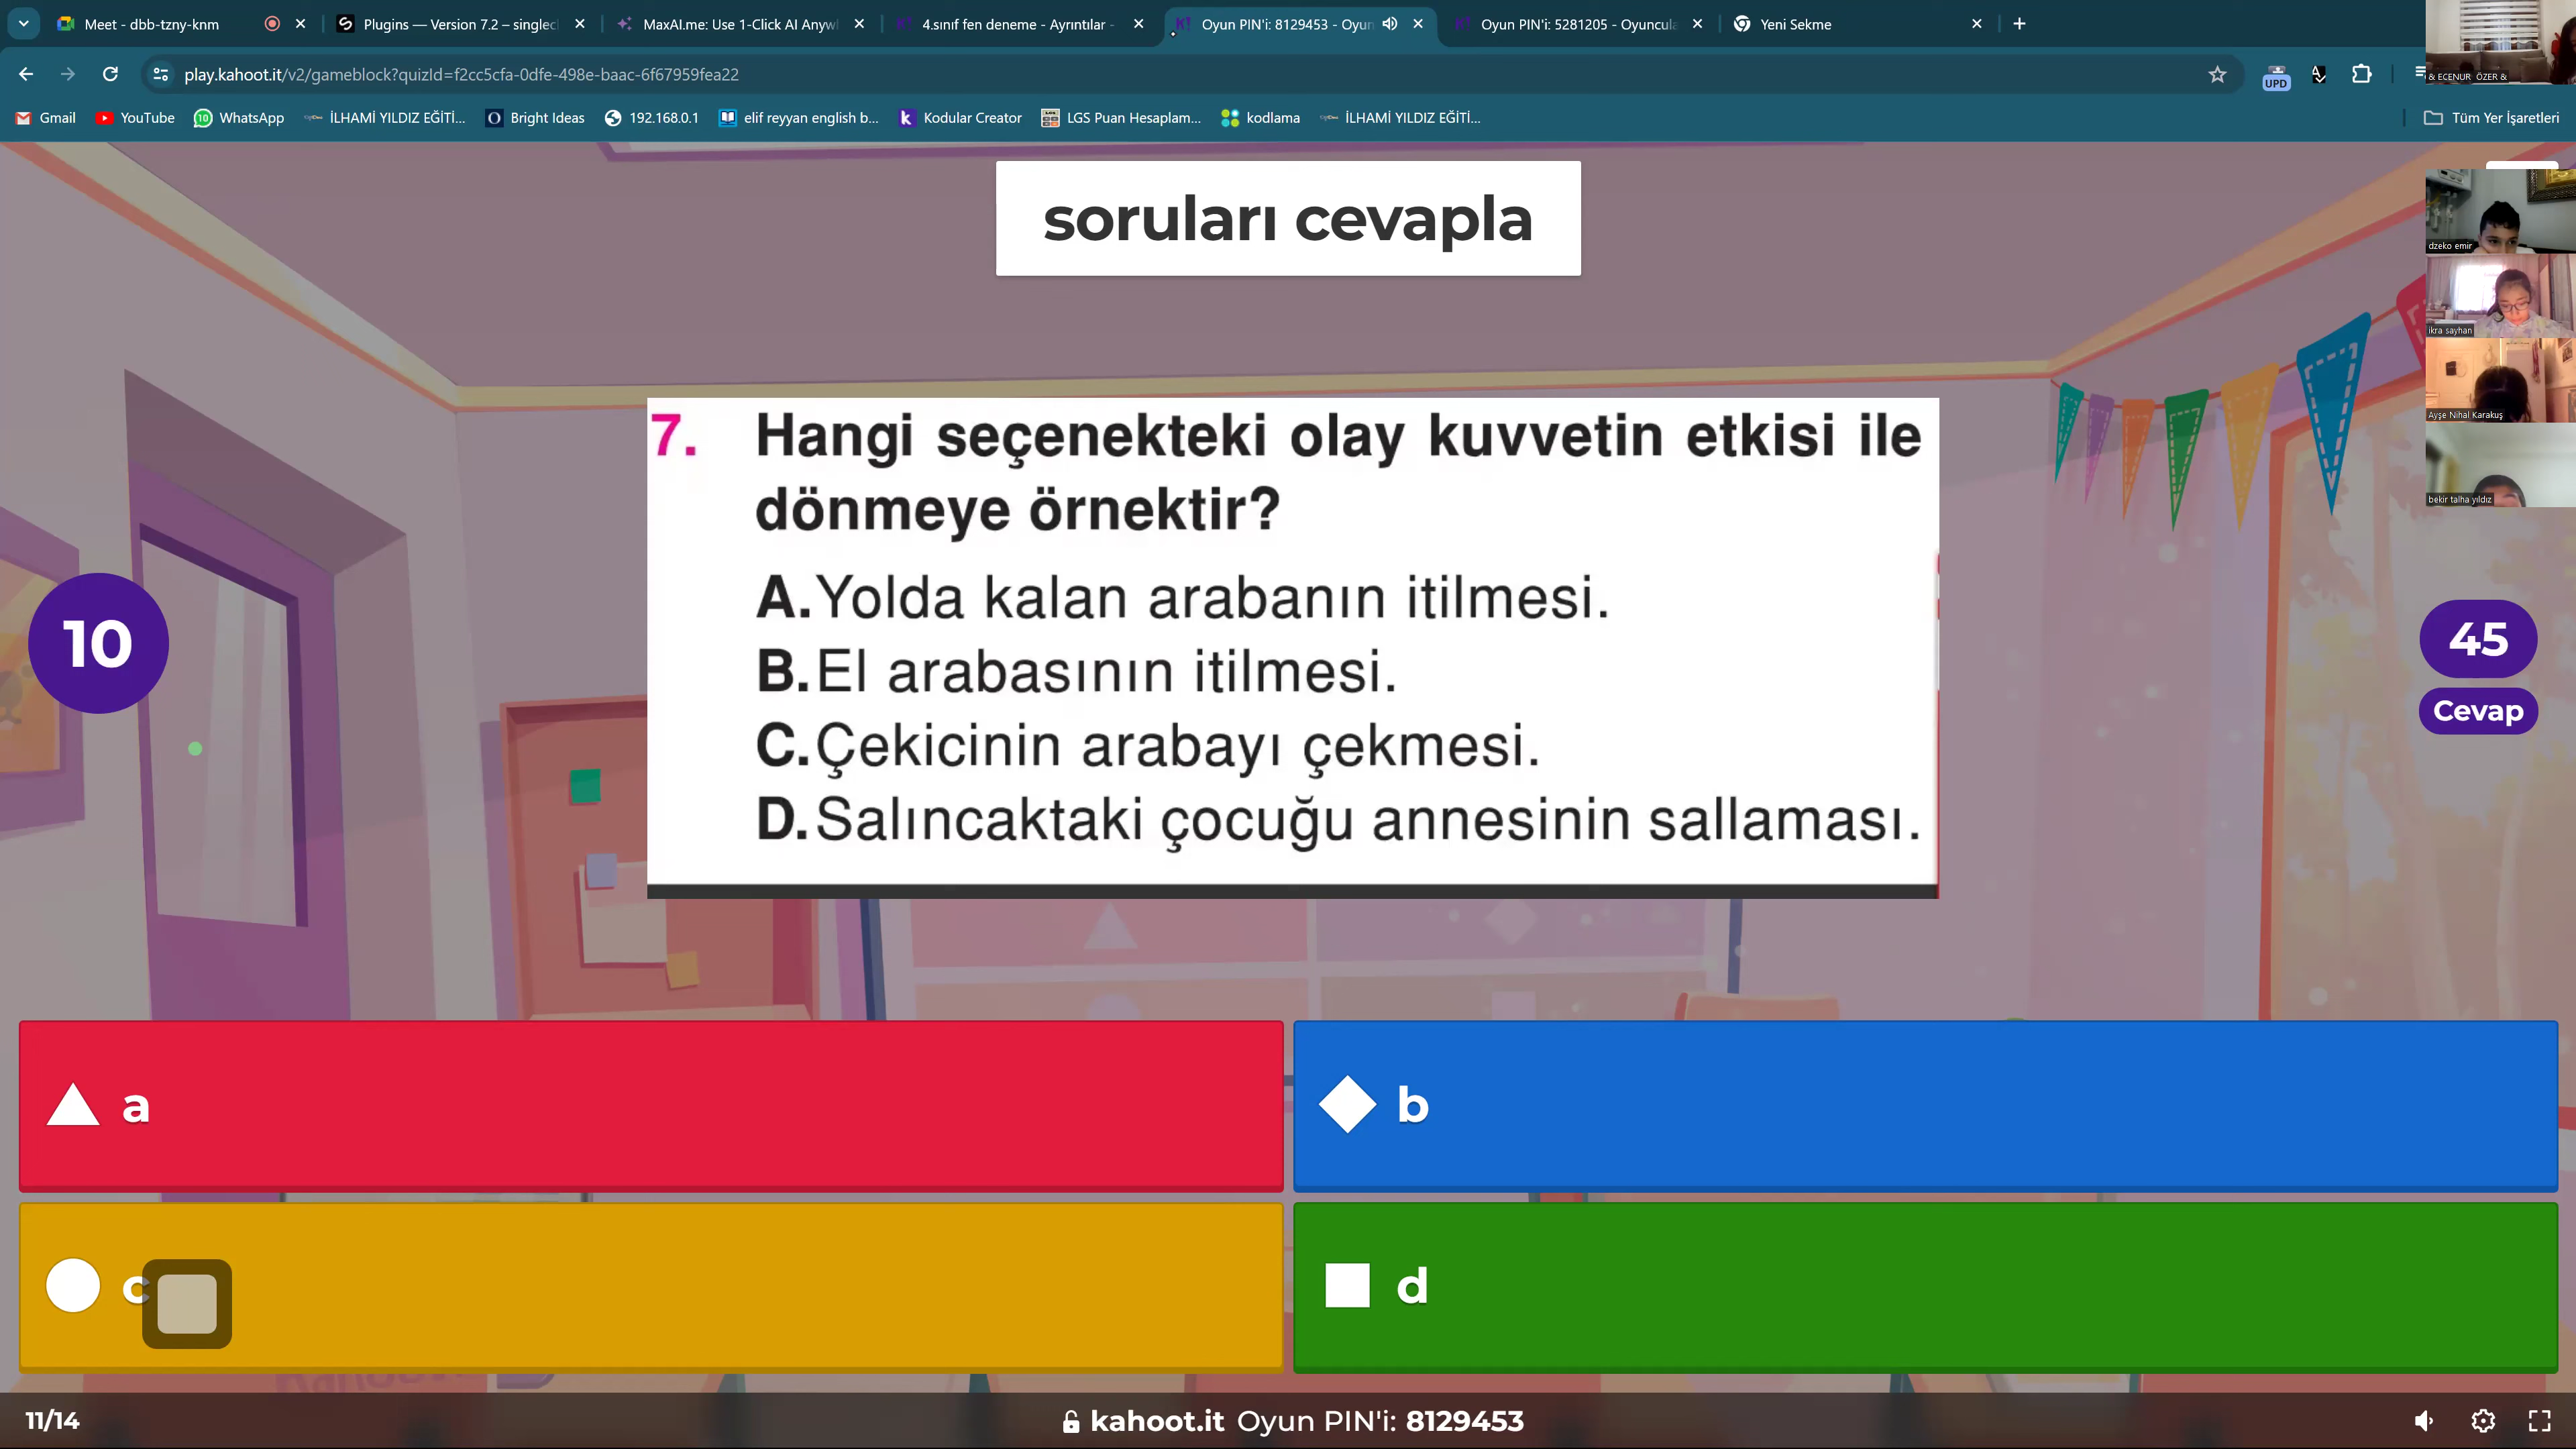 Meet - dbb-tzny-knm
Plugins — Version 7.2 – singlecl
MaxAI.me: Use 1-Click AI Anyw
4.sınıf fen deneme - Ayrıntılar -
Oyun PIN'i: 8129453 - Oyun
Oyun PIN'i: 5281205 - Oyuncula
Yeni Sekme
play.kahoot.it/v2/gameblock?quizId=f2cc5cfa-0dfe-498e-baac-6f67959fea22
UPD
& ECENUR ÖZER &
Gmail
YouTube
WhatsApp
İLHAMİ YILDIZ EĞİTİ...
Bright Ideas
192.168.0.1
elif reyyan english b...
Kodular Creator
LGS Puan Hesaplam...
kodlama
İLHAMİ YILDIZ EĞİTİ...
Tüm Yer İşaretleri
soruları cevapla
dzeko emir
ikra sayhan
Ayşe Nihal Karakuş
bekir talha yıldız
7. Hangi seçenekteki olay kuvvetin etkisi ile
dönmeye örnektir?
A.Yolda kalan arabanın itilmesi.
B.El arabasının itilmesi.
C.Çekicinin arabayı çekmesi.
D.Salıncaktaki çocuğu annesinin sallaması.
10
45
Cevap
a
b
c
d
11/14
kahoot.it Oyun PIN'i: 8129453